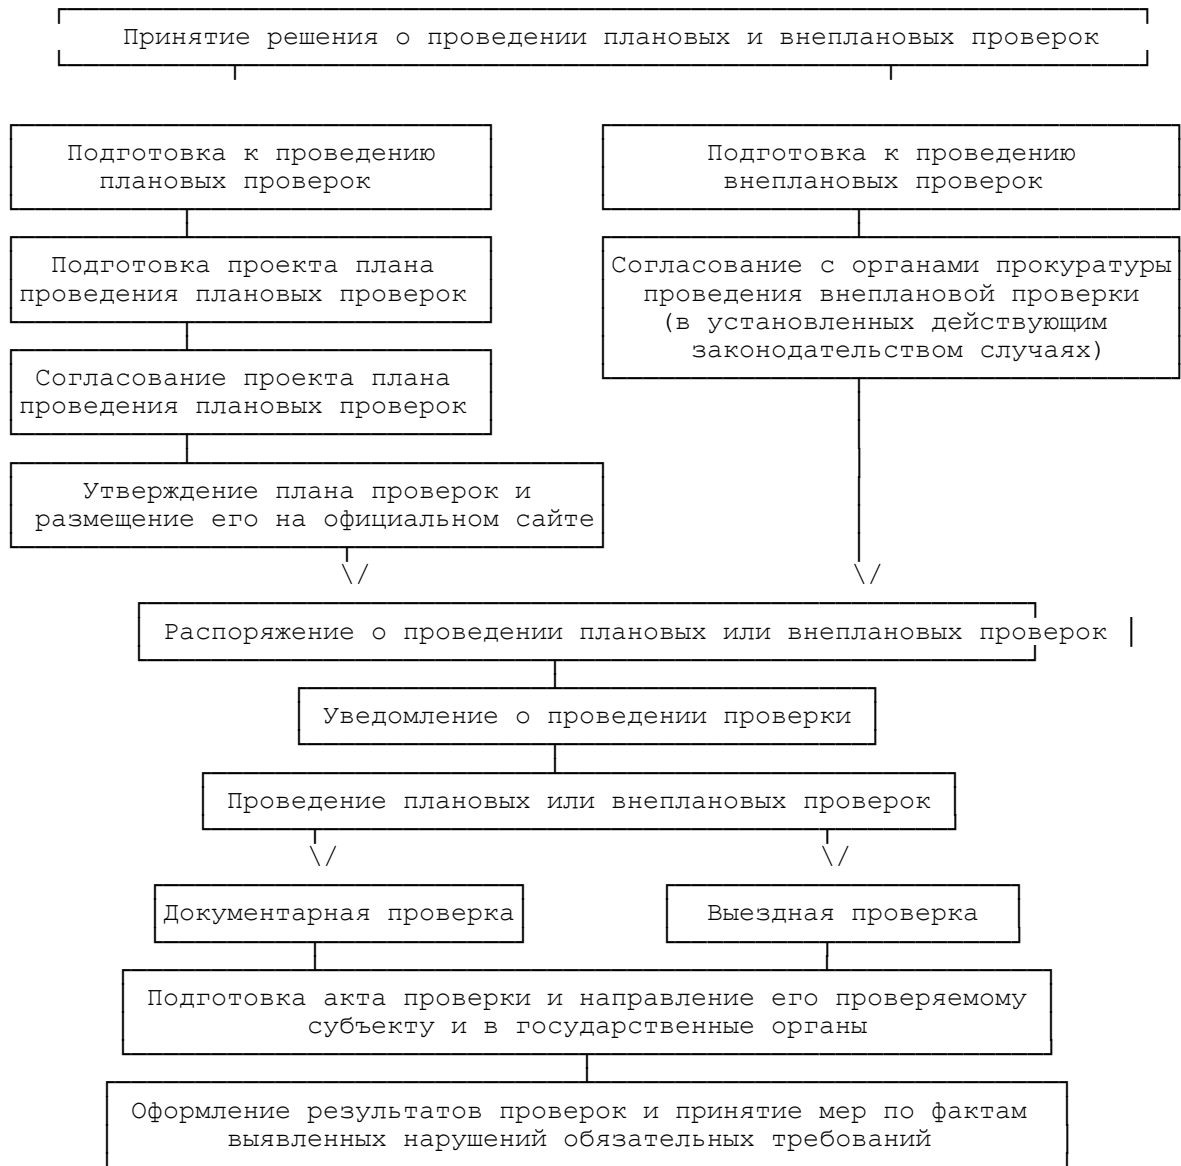 Принятие решения о проведении плановых и внеплановых проверок
Подготовка к проведению
плановых проверок
Подготовка к проведению
внеплановых проверок
Подготовка проекта плана
проведения плановых проверок
Согласование с органами прокуратуры
проведения внеплановой проверки
(в установленных действующим
законодательством случаях)
Согласование проекта плана
проведения плановых проверок
Утверждение плана проверок и
размещение его на официальном сайте
Распоряжение о проведении плановых или внеплановых проверок
Уведомление о проведении проверки
Проведение плановых или внеплановых проверок
Документарная проверка
Выездная проверка
Подготовка акта проверки и направление его проверяемому
субъекту и в государственные органы
Оформление результатов проверок и принятие мер по фактам
выявленных нарушений обязательных требований